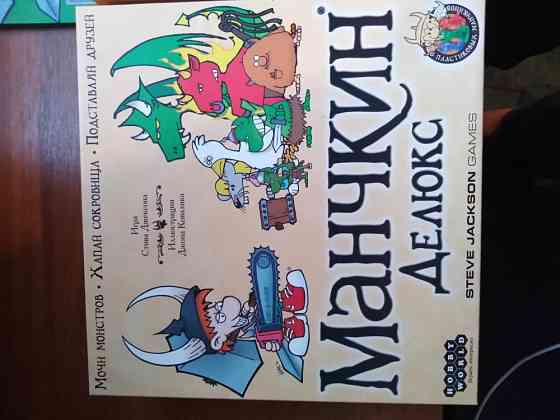 Мочи монстров • Хапай сокровища • Подставляй друзей
Игра
Стива Джексона
Иллюстрации
Джона Ковалика
Манчкин®
Делюкс
HOBBY
WORLD
STEVE JACKSON GAMES